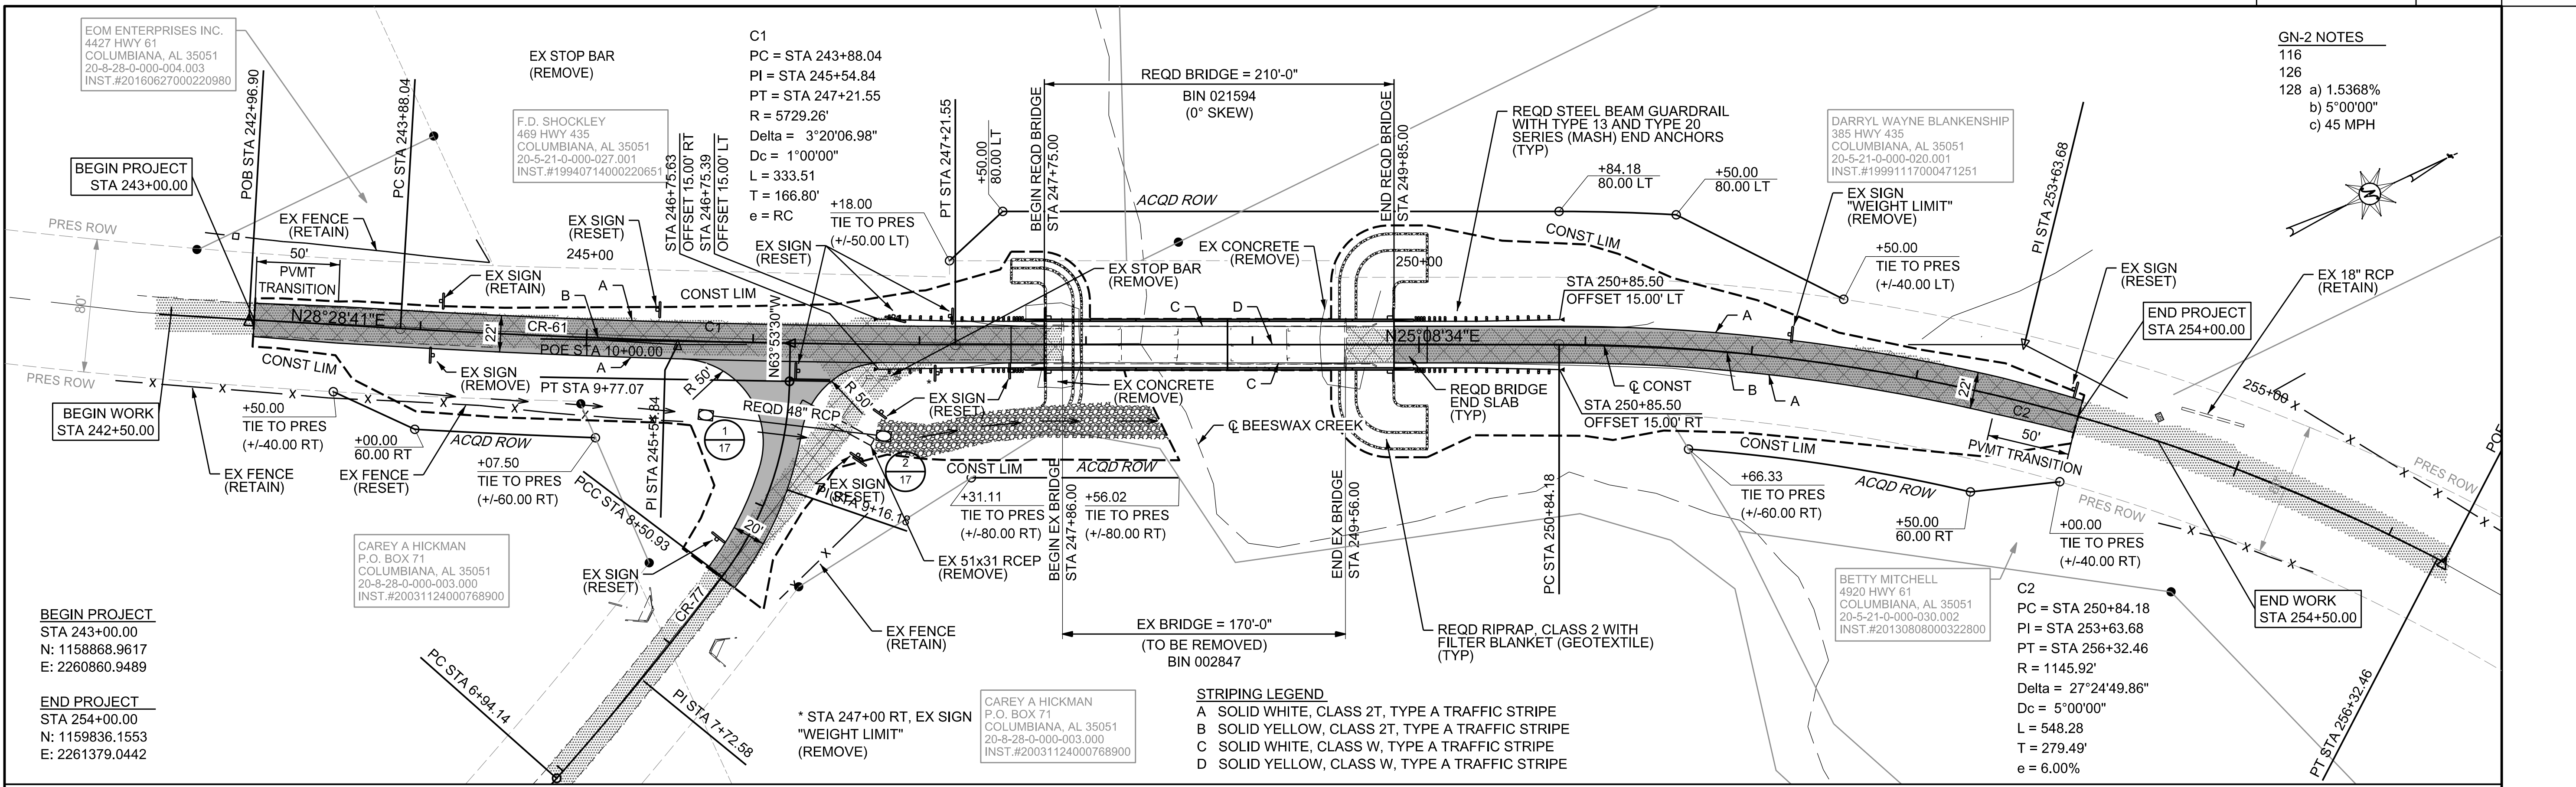 EOM ENTERPRISES INC.
4427 HWY 61
COLUMBIANA, AL 35051
20-8-28-0-000-004.003
INST.#20160627000220980
BEGIN PROJECT
STA 243+00.00
POB STA 242+96.90
PC STA 243+88.04
EX STOP BAR
(REMOVE)
F.D. SHOCKLEY
469 HWY 435
COLUMBIANA, AL 35051
20-5-21-0-000-027.001
INST.#19940714000220651
C1
PC = STA 243+88.04
PI = STA 245+54.84
PT = STA 247+21.55
R = 5729.26'
Delta = 3°20'06.98"
Dc = 1°00'00"
L = 333.51
T = 166.80'
e = RC
STA 246+75.63
OFFSET 15.00' RT
STA 246+75.39
OFFSET 15.00' LT
+18.00
TIE TO PRES
(+/-50.00 LT)
PT STA 247+21.55
+50.00
80.00 LT
BEGIN REQD BRIDGE
STA 247+75.00
REQD BRIDGE = 210'-0"
BIN 021594
(0° SKEW)
END REQD BRIDGE
STA 249+85.00
ACQD ROW
REQD STEEL BEAM GUARDRAIL
WITH TYPE 13 AND TYPE 20
SERIES (MASH) END ANCHORS
(TYP)
+84.18
80.00 LT
+50.00
80.00 LT
DARRYL WAYNE BLANKENSHIP
385 HWY 435
COLUMBIANA, AL 35051
20-5-21-0-000-020.001
INST.#19991117000471251
EX SIGN
"WEIGHT LIMIT"
(REMOVE)
+50.00
TIE TO PRES
(+/-40.00 LT)
PI STA 253+63.68
GN-2 NOTES
116
126
128 a) 1.5368%
b) 5°00'00"
c) 45 MPH
N
EX SIGN
(RESET)
EX 18" RCP
(RETAIN)
END PROJECT
STA 254+00.00
PRES ROW
80'
EX FENCE
(RETAIN)
50'
PVMT
TRANSITION
EX SIGN
(RETAIN)
EX SIGN
(RESET)
245+00
A
B
CONST LIM
EX SIGN
(RESET)
EX STOP BAR
(REMOVE)
EX CONCRETE
(REMOVE)
250+00
CONST LIM
STA 250+85.50
OFFSET 15.00' LT
N28°28'41"E
22'
CR-61
C1
POF STA 10+00.00
N63°53'30"W
C
D
N25°08'34"E
A
CONST LIM
PRES ROW
EX SIGN
(REMOVE)
A
PT STA 9+77.07
R 50'
R 50'
REQD 48" RCP
EX SIGN
(RESET)
*
EX CONCRETE
(REMOVE)
C
REQD BRIDGE
END SLAB
(TYP)
℄ CONST
B
A
STA 250+85.50
OFFSET 15.00' RT
22'
C2
255+00
50'
PVMT TRANSITION
BEGIN WORK
STA 242+50.00
+50.00
TIE TO PRES
(+/-40.00 RT)
+00.00
60.00 RT
ACQD ROW
EX FENCE
(RETAIN)
EX FENCE
(RESET)
+07.50
TIE TO PRES
(+/-60.00 RT)
PI STA 245+54.84
1
17
2
17
℄ BEESWAX CREEK
CONST LIM
ACQD ROW
EX SIGN
(RESET)
PI STA 9+16.18
+31.11
TIE TO PRES
(+/-80.00 RT)
+56.02
TIE TO PRES
(+/-80.00 RT)
BEGIN EX BRIDGE
STA 247+86.00
END EX BRIDGE
STA 249+56.00
PC STA 250+84.18
CONST LIM
+66.33
TIE TO PRES
(+/-60.00 RT)
ACQD ROW
PRES ROW
+50.00
60.00 RT
+00.00
TIE TO PRES
(+/-40.00 RT)
PRES ROW
PCC STA 8+50.93
20'
EX SIGN
(RESET)
CR-77
EX 51x31 RCEP
(REMOVE)
EX FENCE
(RETAIN)
CAREY A HICKMAN
P.O. BOX 71
COLUMBIANA, AL 35051
20-8-28-0-000-003.000
INST.#20031124000768900
BETTY MITCHELL
4920 HWY 61
COLUMBIANA, AL 35051
20-5-21-0-000-030.002
INST.#20130808000322800
C2
PC = STA 250+84.18
PI = STA 253+63.68
PT = STA 256+32.46
R = 1145.92'
Delta = 27°24'49.86"
Dc = 5°00'00"
L = 548.28
T = 279.49'
e = 6.00%
END WORK
STA 254+50.00
PT STA 256+32.46
BEGIN PROJECT
STA 243+00.00
N: 1158868.9617
E: 2260860.9489
END PROJECT
STA 254+00.00
N: 1159836.1553
E: 2261379.0442
PC STA 6+94.14
PI STA 7+72.58
* STA 247+00 RT, EX SIGN
"WEIGHT LIMIT"
(REMOVE)
CAREY A HICKMAN
P.O. BOX 71
COLUMBIANA, AL 35051
20-8-28-0-000-003.000
INST.#20031124000768900
EX BRIDGE = 170'-0"
(TO BE REMOVED)
BIN 002847
REQD RIPRAP, CLASS 2 WITH
FILTER BLANKET (GEOTEXTILE)
(TYP)
STRIPING LEGEND
A SOLID WHITE, CLASS 2T, TYPE A TRAFFIC STRIPE
B SOLID YELLOW, CLASS 2T, TYPE A TRAFFIC STRIPE
C SOLID WHITE, CLASS W, TYPE A TRAFFIC STRIPE
D SOLID YELLOW, CLASS W, TYPE A TRAFFIC STRIPE